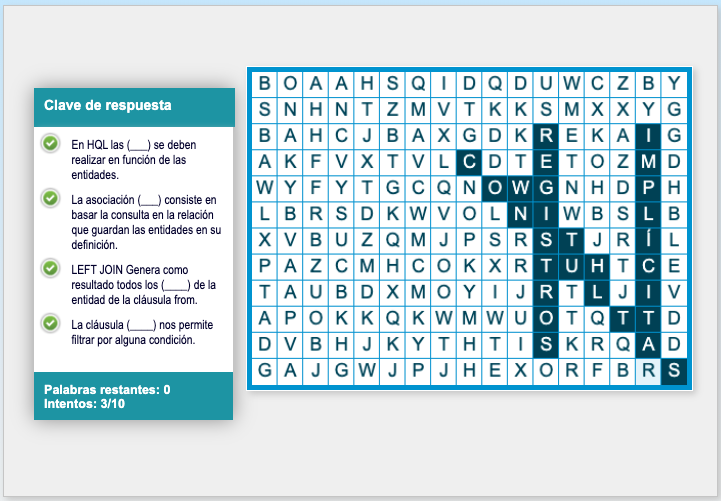 Clave de respuesta
En HQL las (___) se deben
realizar en función de las
entidades.
La asociación (___) consiste en
basar la consulta en la relación
que guardan las entidades en su
definición.
LEFT JOIN Genera como
resultado todos los (____) de la
entidad de la cláusula from.
La cláusula (____) nos permite
filtrar por alguna condición.
Palabras restantes: 0
Intentos: 3/10
B O A A H S Q I D Q D U W C Z B Y
S N H N T Z M V T K K S M X X Y G
B A H C J B A X G D K R E K A I G
A K F V X T V L C D T E T O Z M D
W Y F Y T G C Q N O W G N H D P H
L B R S D K W V O L N I W B S L B
X V B U Z Q M J P S R S T J R Í L
P A Z C M H C O K X R T U H T C E
T A U B D X M O Y I J R T L J I V
A P O K K Q K W M W U O T Q T T D
D V B H J K Y T H T I S K R Q A D
G A J G W J P J H E X O R F B R S